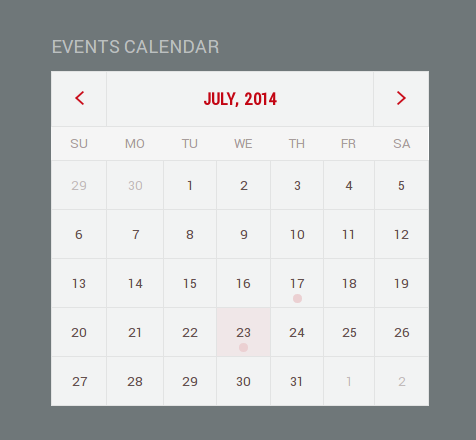 EVENTS CALENDAR
JULY, 2014
SU MO TU WE TH FR SA
29 30 1 2 3 4 5
6 7 8 9 10 11 12
13 14 15 16 17 18 19
20 21 22 23 24 25 26
27 28 29 30 31 1 2